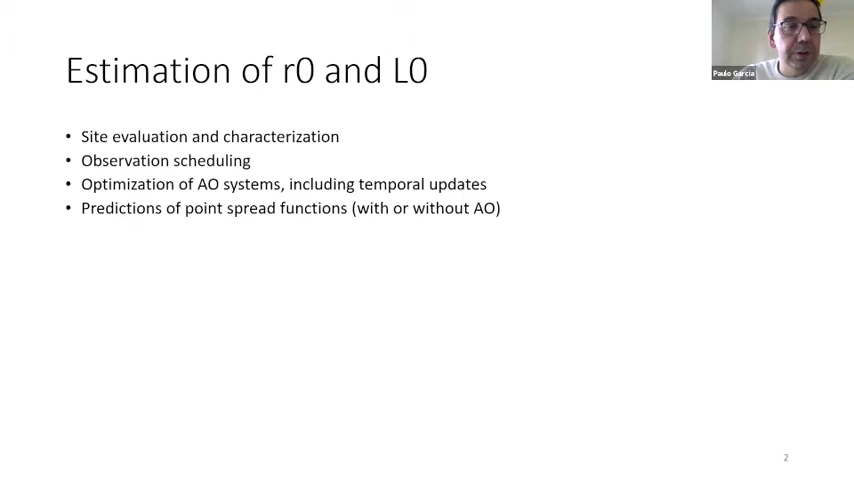 Paulo Garcia
Estimation of r0 and L0
• Site evaluation and characterization
• Observation scheduling
• Optimization of AO systems, including temporal updates
• Predictions of point spread functions (with or without AO)
2